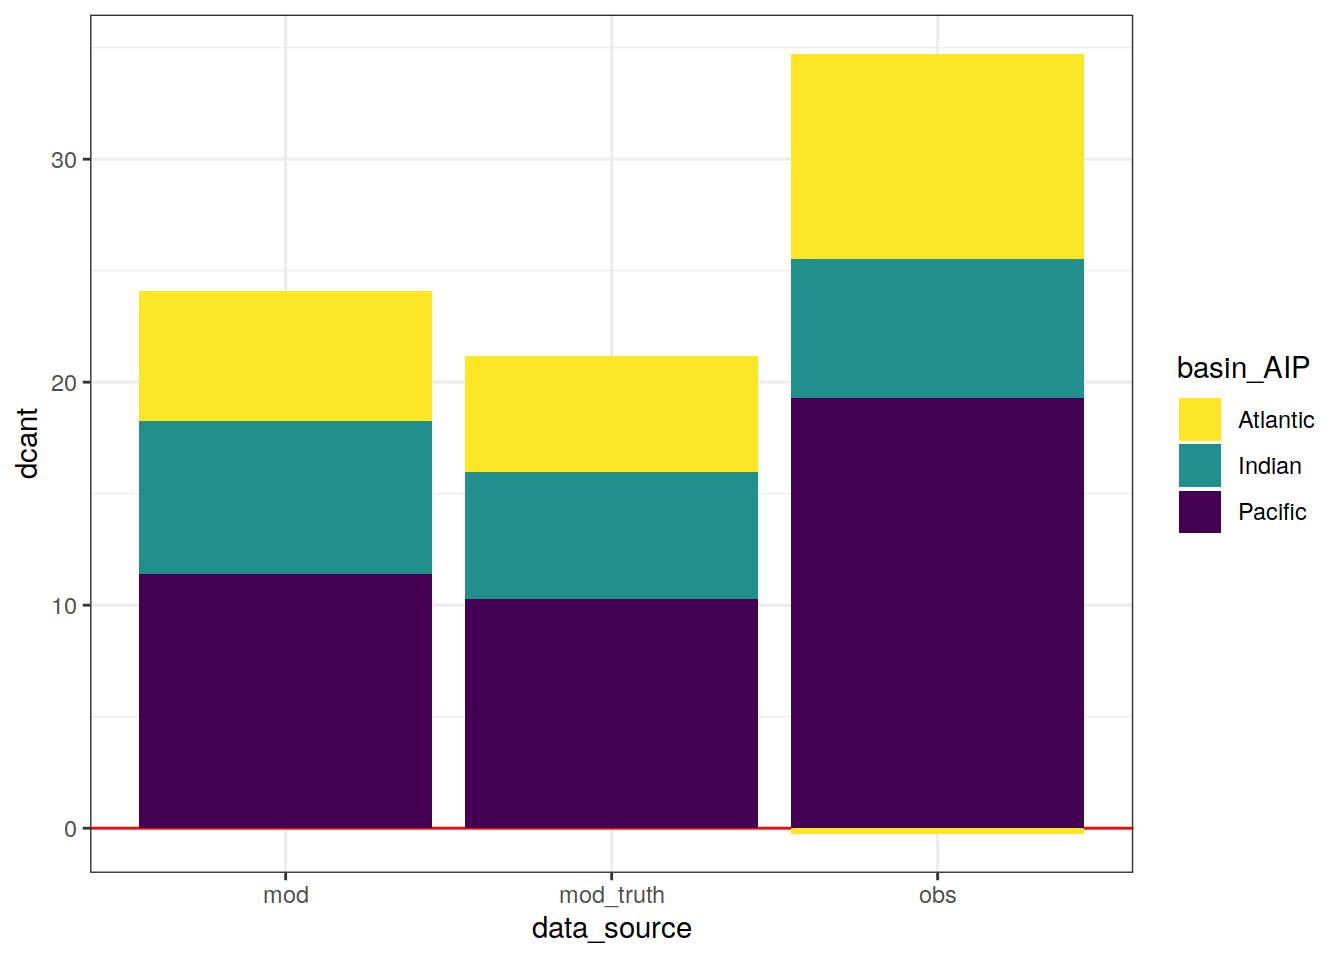 30
20
10
0
dcant
mod
mod_truth
obs
data_source
basin_AIP
Atlantic
Indian
Pacific